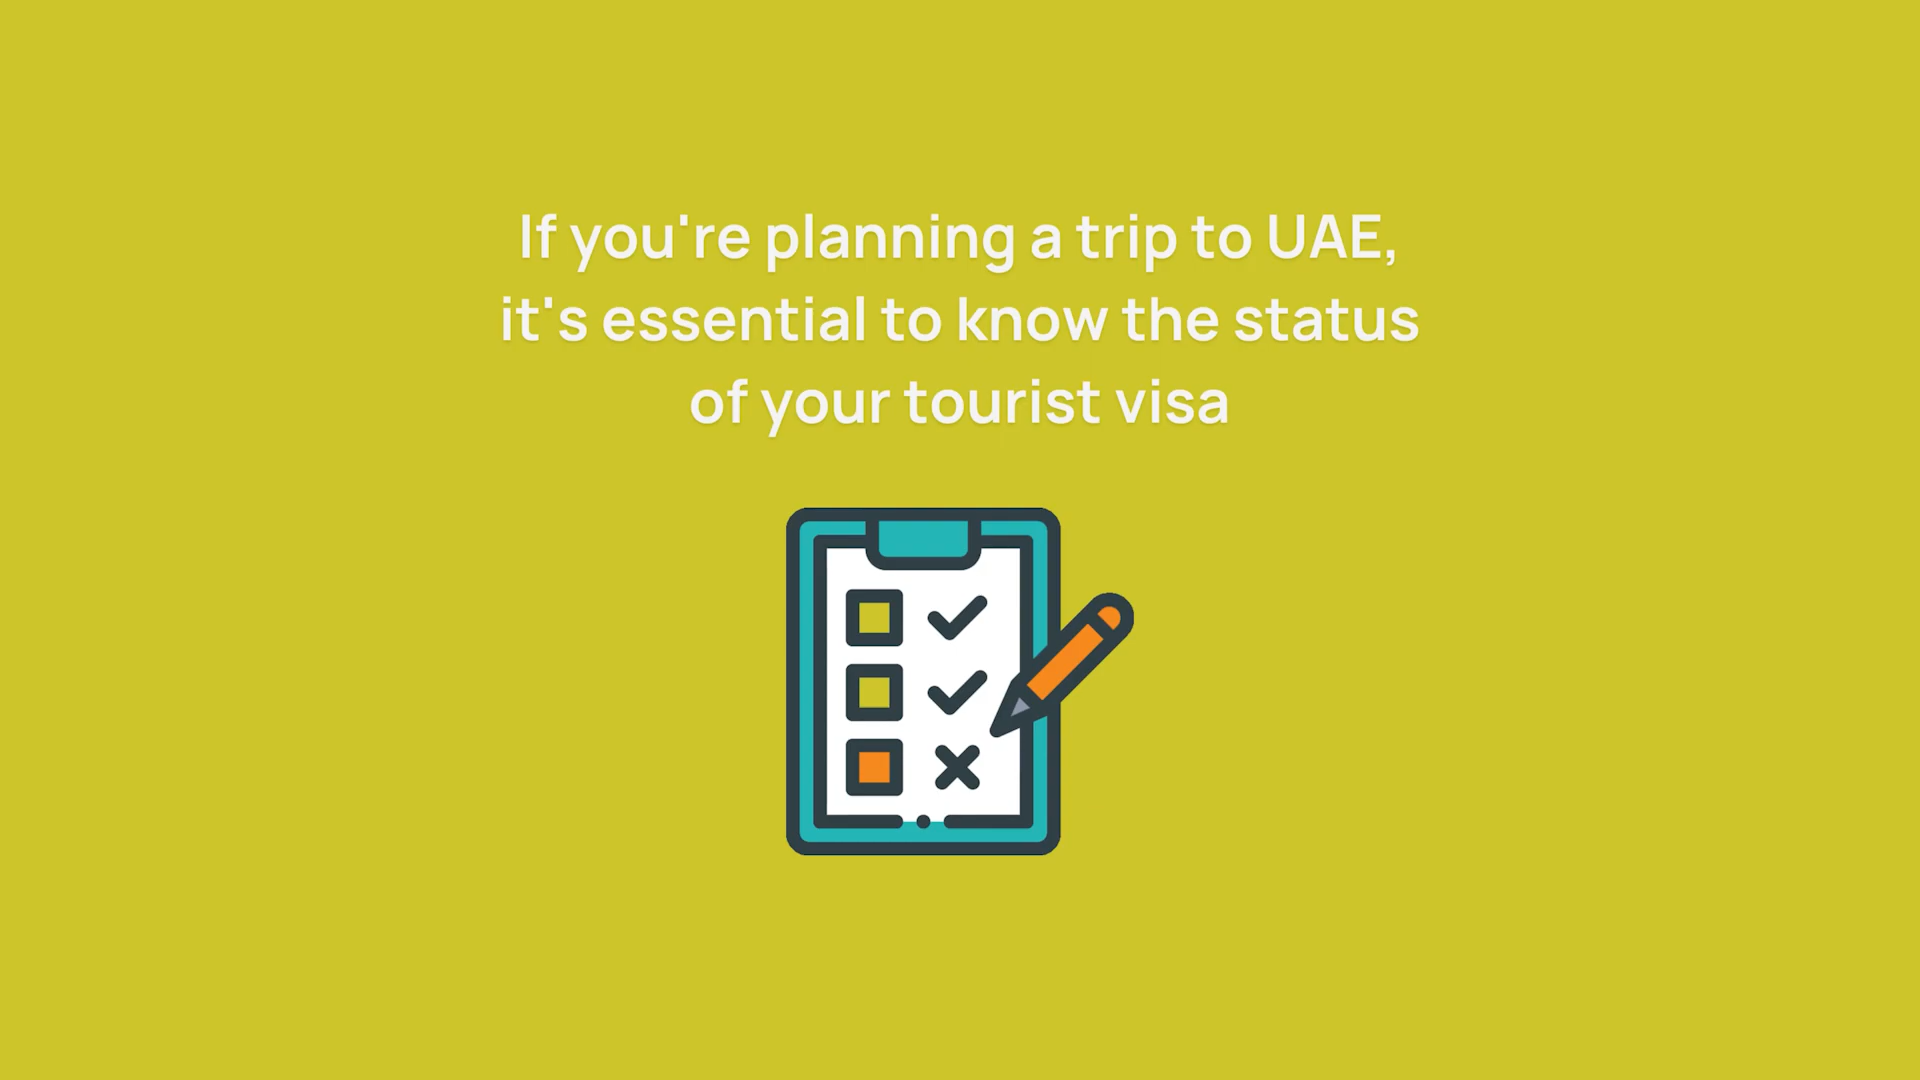 If you're planning a trip to UAE,
it's essential to know the status
of your tourist visa